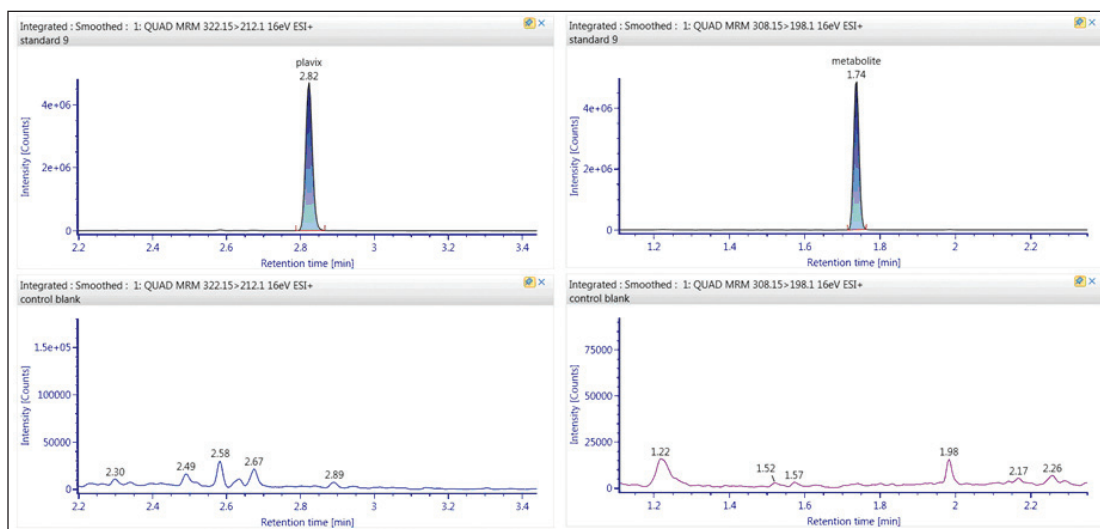 Integrated : Smoothed : 1: QUAD MRM 322.15>212.1 16eV ESI+
standard 9
plavix
2.82
4e+06
2e+06
0
Intensity [Counts]
2.2 2.4 2.6 2.8 3 3.2 3.4
Retention time [min]
Integrated : Smoothed : 1: QUAD MRM 308.15>198.1 16eV ESI+
standard 9
metabolite
1.74
4e+06
2e+06
0
Intensity [Counts]
1.2 1.4 1.6 1.8 2 2.2
Retention time [min]
Integrated : Smoothed : 1: QUAD MRM 322.15>212.1 16eV ESI+
control blank
1.5e+05
100000
50000
0
Intensity [Counts]
2.30 2.49 2.58 2.67 2.89
2.2 2.4 2.6 2.8 3 3.2 3.4
Retention time [min]
Integrated : Smoothed : 1: QUAD MRM 308.15>198.1 16eV ESI+
control blank
75000
50000
25000
0
Intensity [Counts]
1.22 1.52 1.57 1.98 2.17 2.26
1.2 1.4 1.6 1.8 2 2.2
Retention time [min]